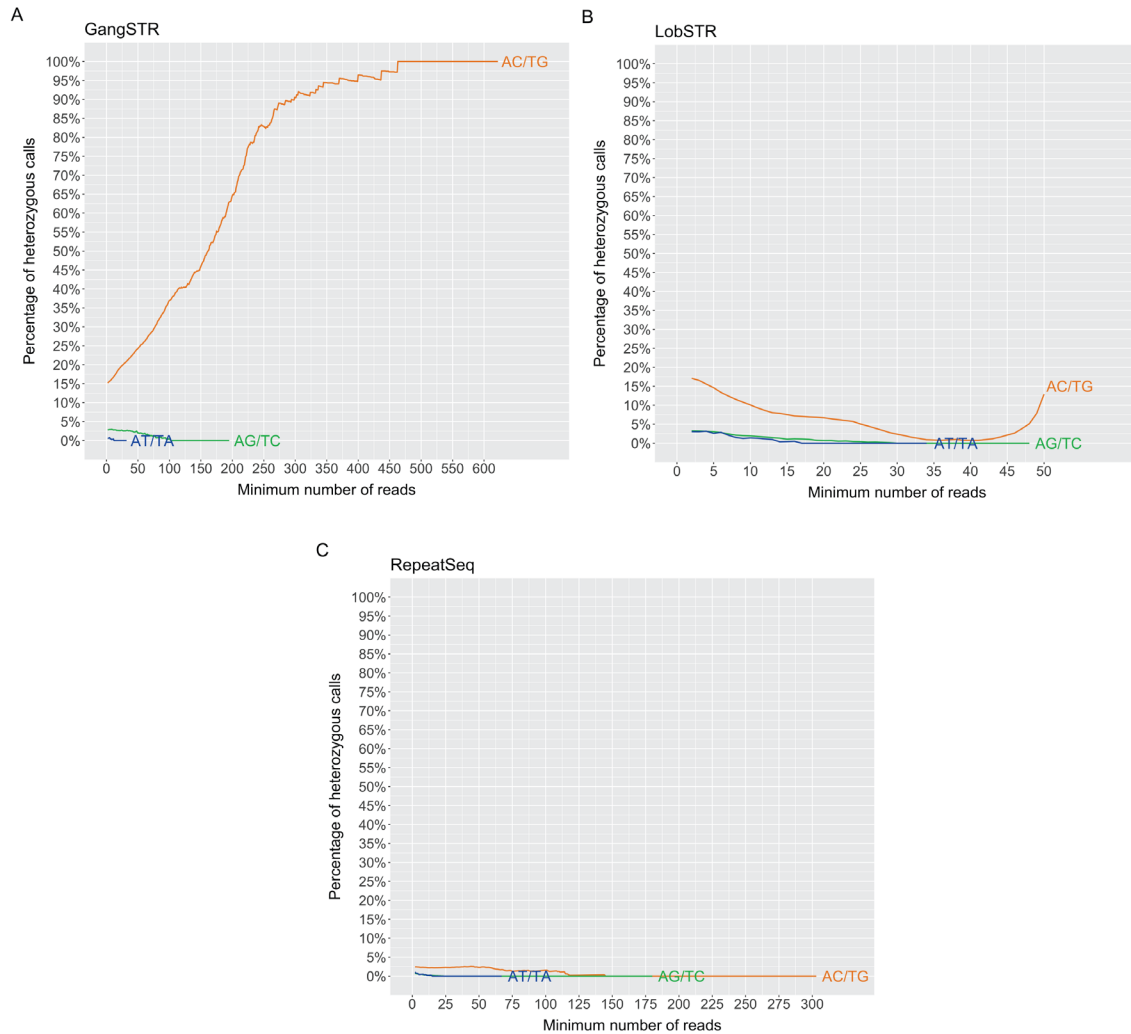 A
GangSTR
100%
95%
90%
85%
80%
75%
70%
65%
60%
55%
50%
45%
40%
35%
30%
25%
20%
15%
10%
5%
0%
Percentage of heterozygous calls
AC/TG
AT/TA
AG/TC
0 50 100 150 200 250 300 350 400 450 500 550 600
Minimum number of reads
B
LobSTR
100%
95%
90%
85%
80%
75%
70%
65%
60%
55%
50%
45%
40%
35%
30%
25%
20%
15%
10%
5%
0%
Percentage of heterozygous calls
AC/TG
AT/TA
AG/TC
0 5 10 15 20 25 30 35 40 45 50
Minimum number of reads
C
RepeatSeq
100%
95%
90%
85%
80%
75%
70%
65%
60%
55%
50%
45%
40%
35%
30%
25%
20%
15%
10%
5%
0%
Percentage of heterozygous calls
AT/TA
AG/TC
AC/TG
0 25 50 75 100 125 150 175 200 225 250 275 300
Minimum number of reads